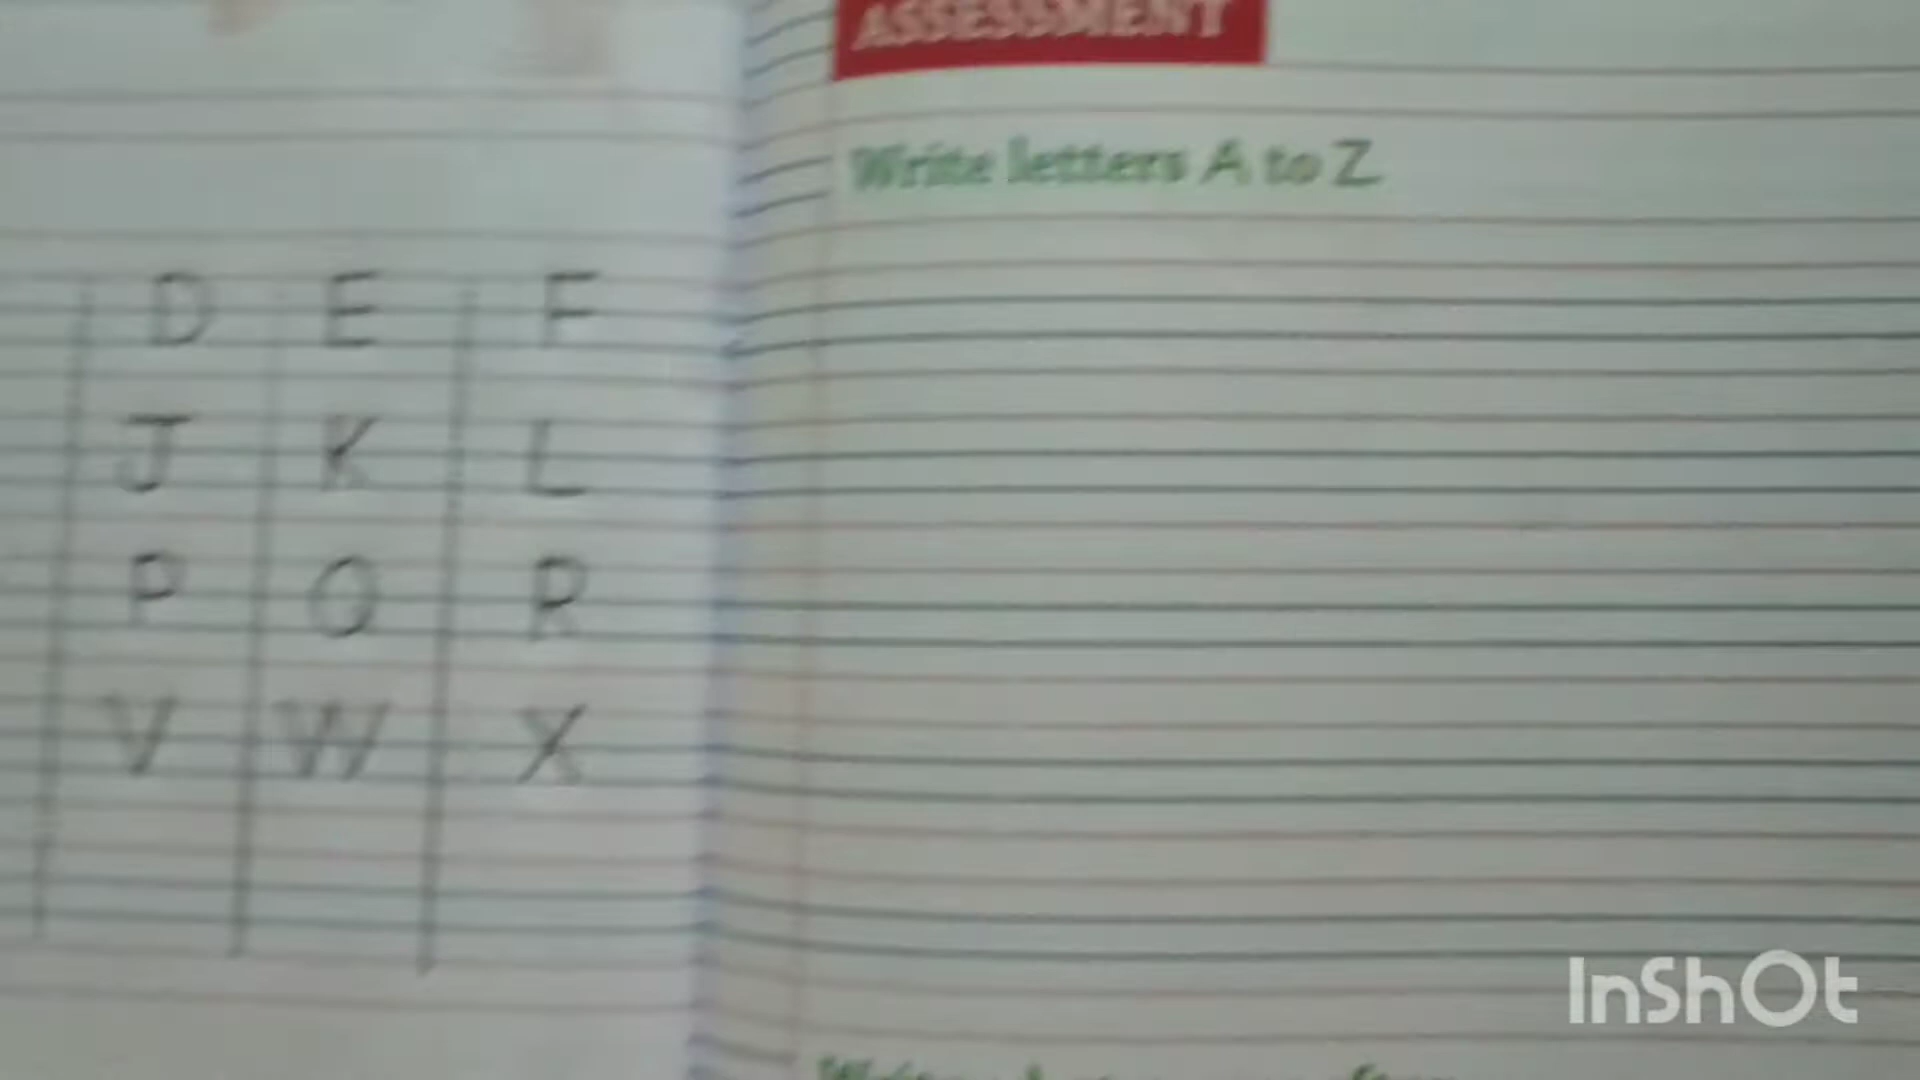 ASSESSMENT
Write letters A to Z
D E F
J K L
P Q R
V W X
InShOt